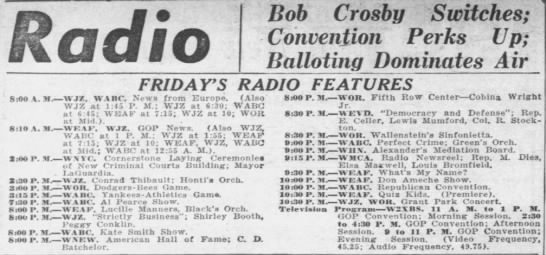 Radio
Bob Crosby Switches;
Convention Perks Up;
Balloting Dominates Air
FRIDAY'S RADIO FEATURES
8:00 A. M.—WJZ, WABC, News from Europe. (Also
WJZ at 1:45 P. M.; WJZ at 6:30; WABC
at 6:45; WEAF at 7:15; WJZ at 10; WOR
at Mid.)
8:10 A. M.—WEAF, WJZ, GOP News. (Also WJZ,
WABC at 1 P. M.; WJZ at 1:55; WEAF
at 7:15; WJZ at 10; WEAF, WABC
at 11:15; WABC at 12:55 A. M.).
2:00 P. M.—WNYC, Cornerstone Laying Ceremonies
of New Criminal Courts Building; Mayor
LaGuardia.
2:30 P. M.—WJZ, Conrad Thibault; Honti's Orch.
3:00 P. M.—WOR, Dodgers-Bees Game.
3:15 P. M.—WABC, Yankees-Athletics Game.
7:30 P. M.—WABC, Al Pearce Show.
8:00 P. M.—WEAF, Lucille Manners, Black's Orch.
8:00 P. M.—WJZ, "Strictly Business"; Shirley Booth,
Peggy Conklin.
8:00 P. M.—WABC, Kate Smith Show.
8:00 P. M.—WNEW, American Hall of Fame; C. D.
Batchelor.
8:00 P. M.—WOR, Fifth Row Center—Cobina Wright
Jr.
8:30 P. M.—WEVD, "Democracy and Defense"; Rep.
E. Celler, Lewis Mumford, Col. R. Stock-
ton.
8:30 P. M.—WOR, Wallenstein's Sinfonietta.
9:00 P. M.—WABC, Perfect Crime; Green's Orch.
9:00 P. M.—WHN, Alexander's Mediation Board.
9:15 P. M.—WMCA, Radio Newsreel; Rep. M. Dies,
Elsa Maxwell, Louis Bromfield,
9:30 P. M.—WEAF, What's My Name?
10:00 P. M.—WEAF, Don Ameche Show.
10:00 P. M.—WABC, Republican Convention.
10:30 P. M.—WEAF, Quiz Kids. (Premiere).
10:30 P. M.—WJZ, WOR, Grant Park Concert.
Television Program—W2XBS. 11 A. M. to 1 P. M.
GOP Convention; Morning Session. 2:30
to 4:30 P. M. GOP Convention; Afternoon
Session. 9 to 11 P. M. GOP Convention;
Evening Session. (Video Frequency,
45.25; Audio Frequency, 49.75).